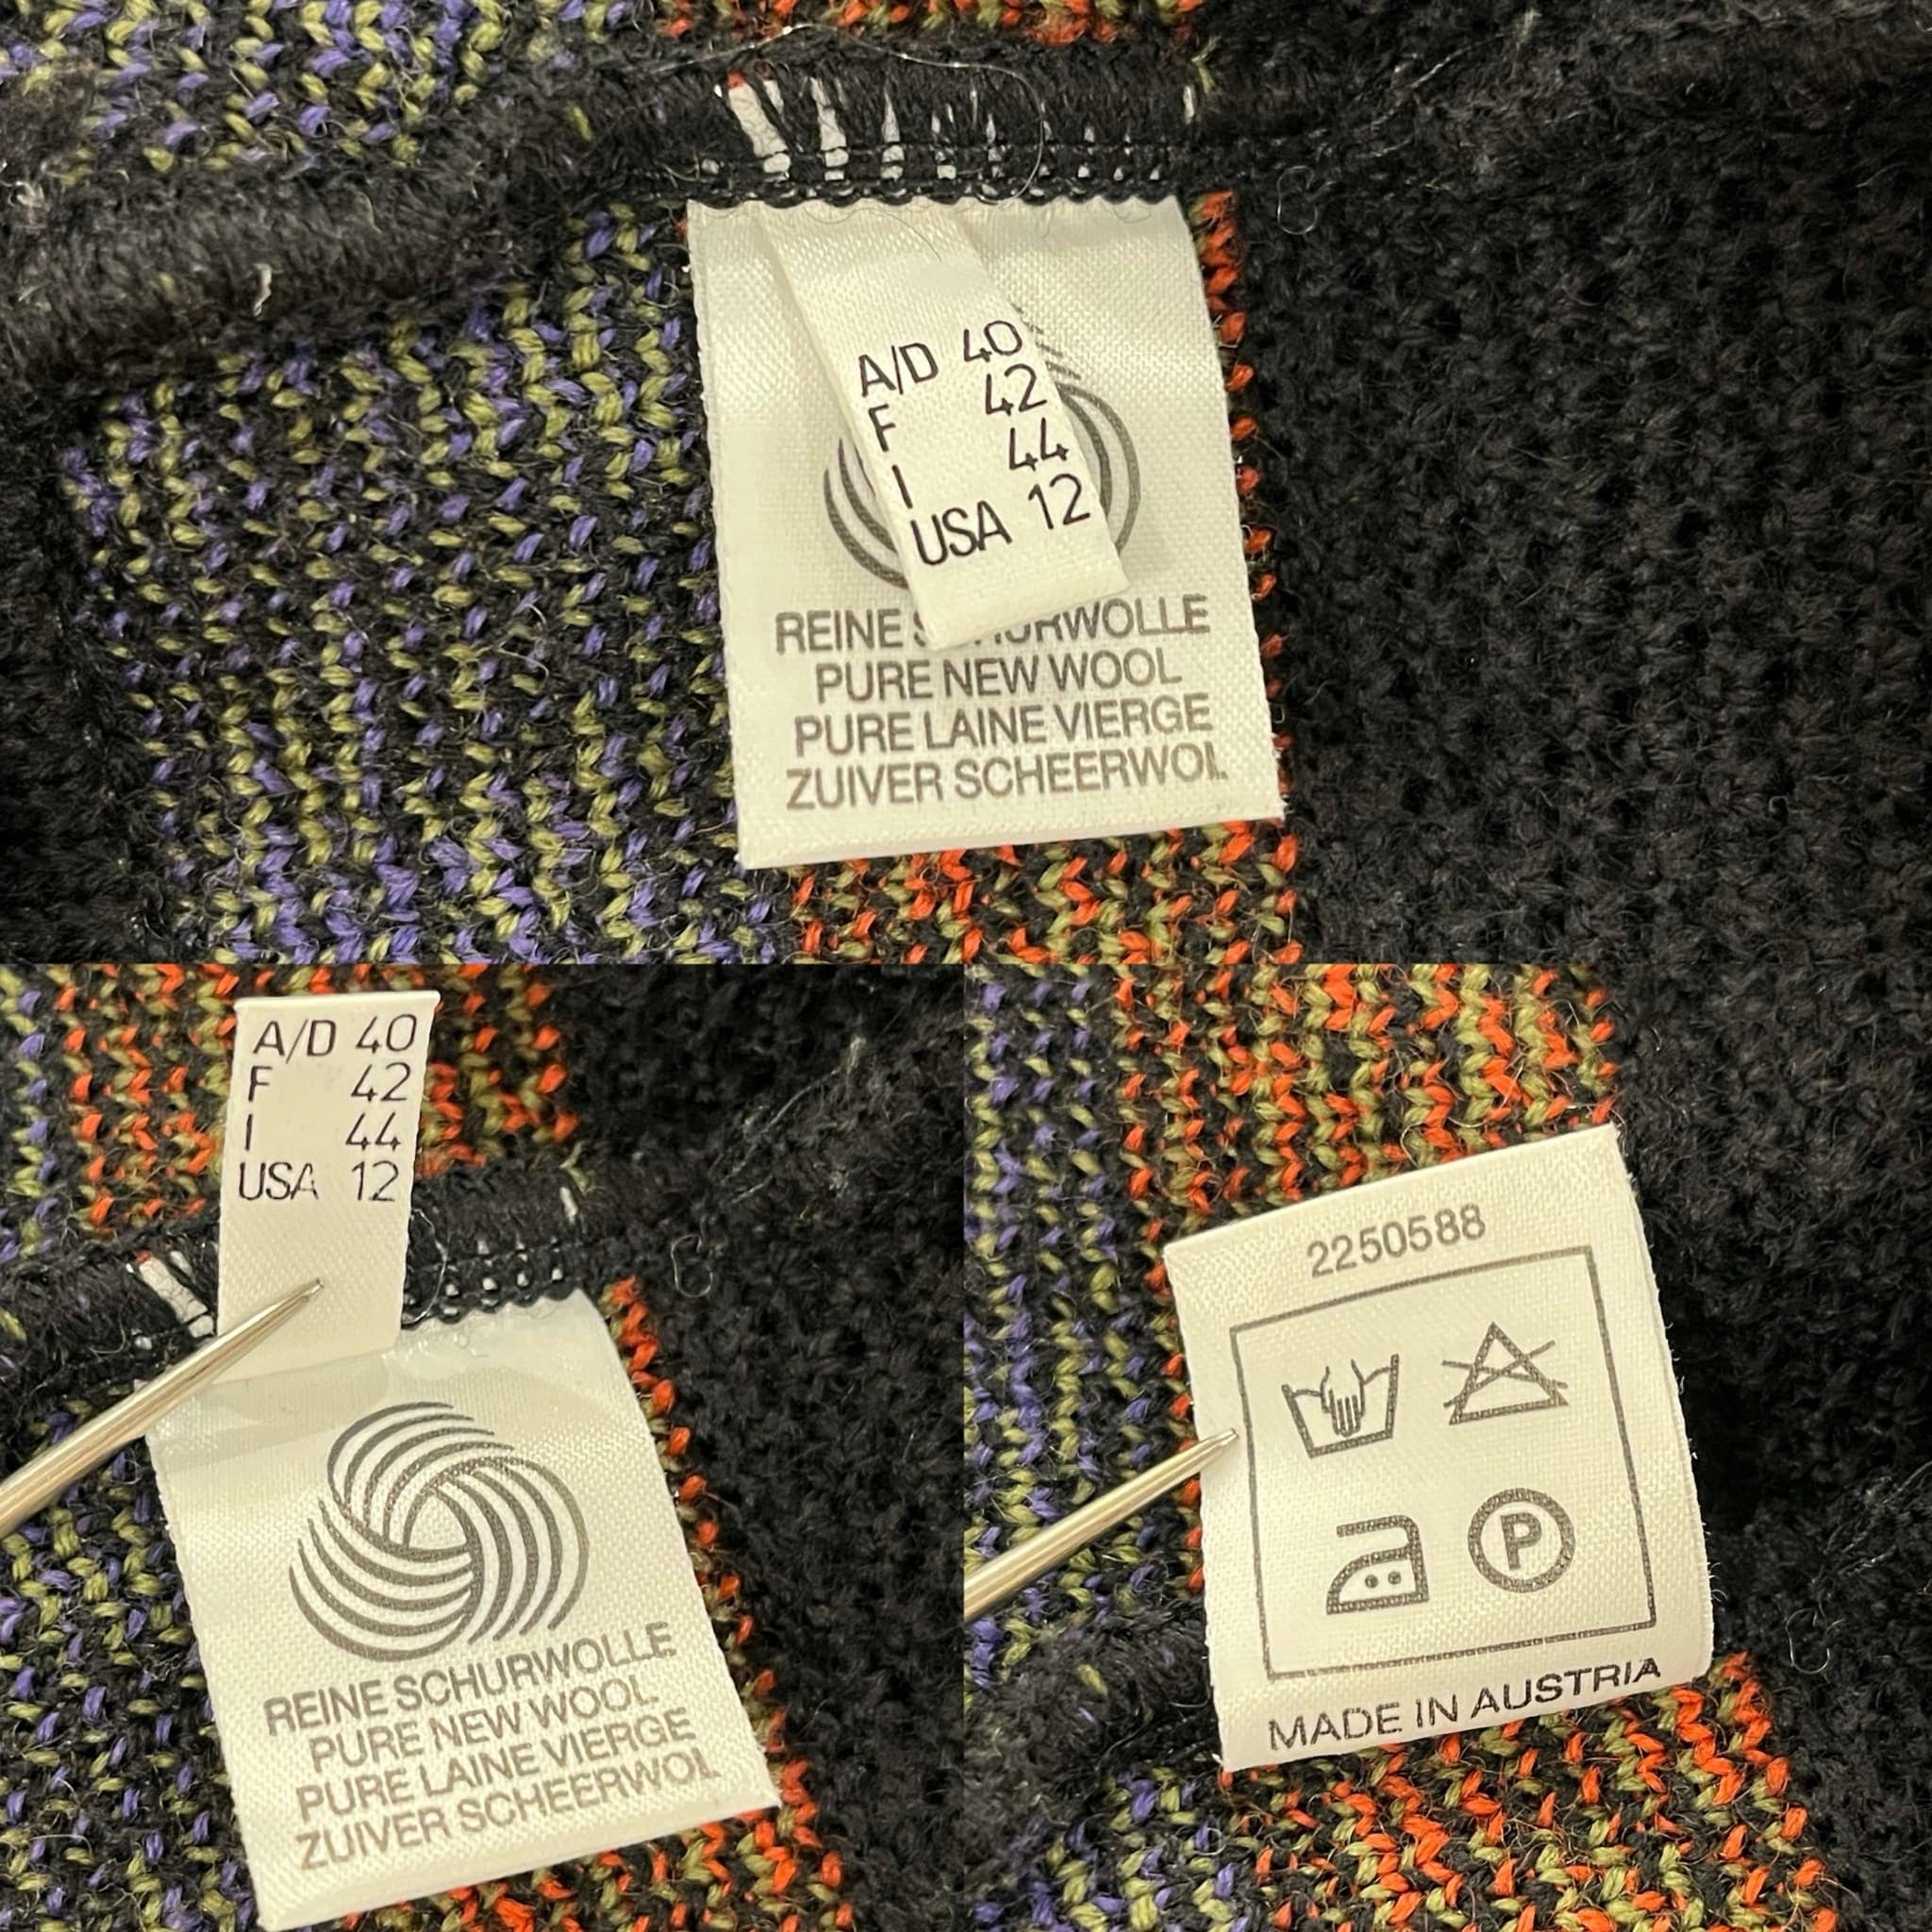 A/D 40
F 42
I 44
USA 12
REINE SCHURWOLLE
PURE NEW WOOL
PURE LAINE VIERGE
ZUIVER SCHEERWOL
A/D 40
F 42
I 44
USA 12
REINE SCHURWOLLE
PURE NEW WOOL
PURE LAINE VIERGE
ZUIVER SCHEERWOL
2250588
P
MADE IN AUSTRIA